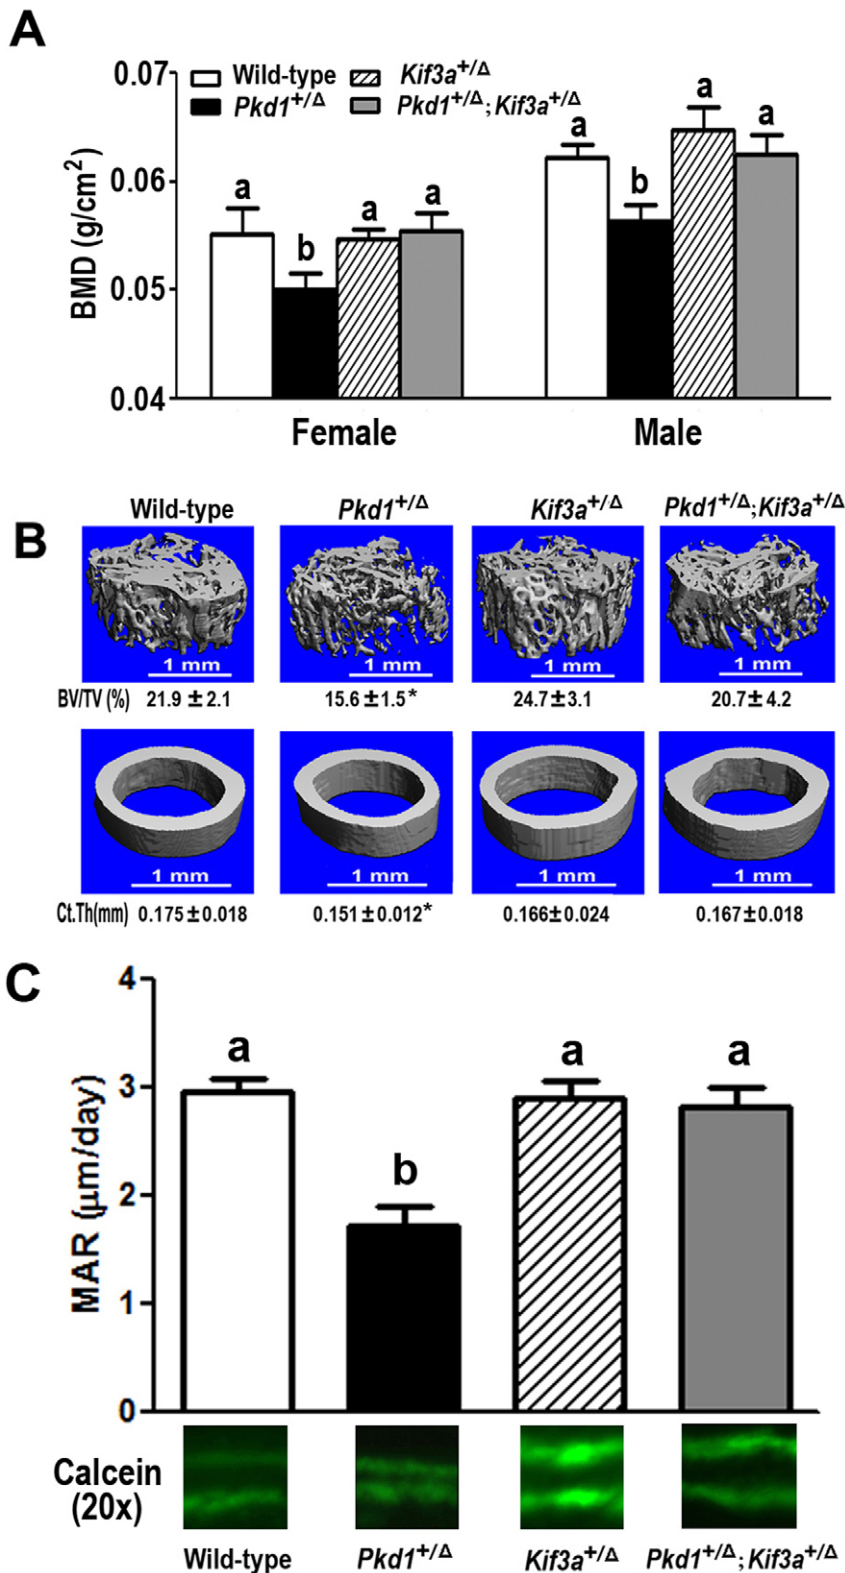 A
0.07
0.06
0.05
0.04
BMD (g/cm²)
Wild-type Kif3a+/Δ
Pkd1+/Δ Pkd1+/Δ;Kif3a+/Δ
a b a a a b a a
Female Male
B
Wild-type Pkd1+/Δ Kif3a+/Δ Pkd1+/Δ;Kif3a+/Δ
1 mm 1 mm 1 mm 1 mm
BV/TV (%) 21.9 ±2.1 15.6 ±1.5* 24.7±3.1 20.7±4.2
1 mm 1 mm 1 mm 1 mm
Ct.Th(mm) 0.175±0.018 0.151±0.012* 0.166±0.024 0.167±0.018
C
4
3
2
1
0
MAR (μm/day)
a b a a
Calcein
(20x)
Wild-type Pkd1+/Δ Kif3a+/Δ Pkd1+/Δ;Kif3a+/Δ